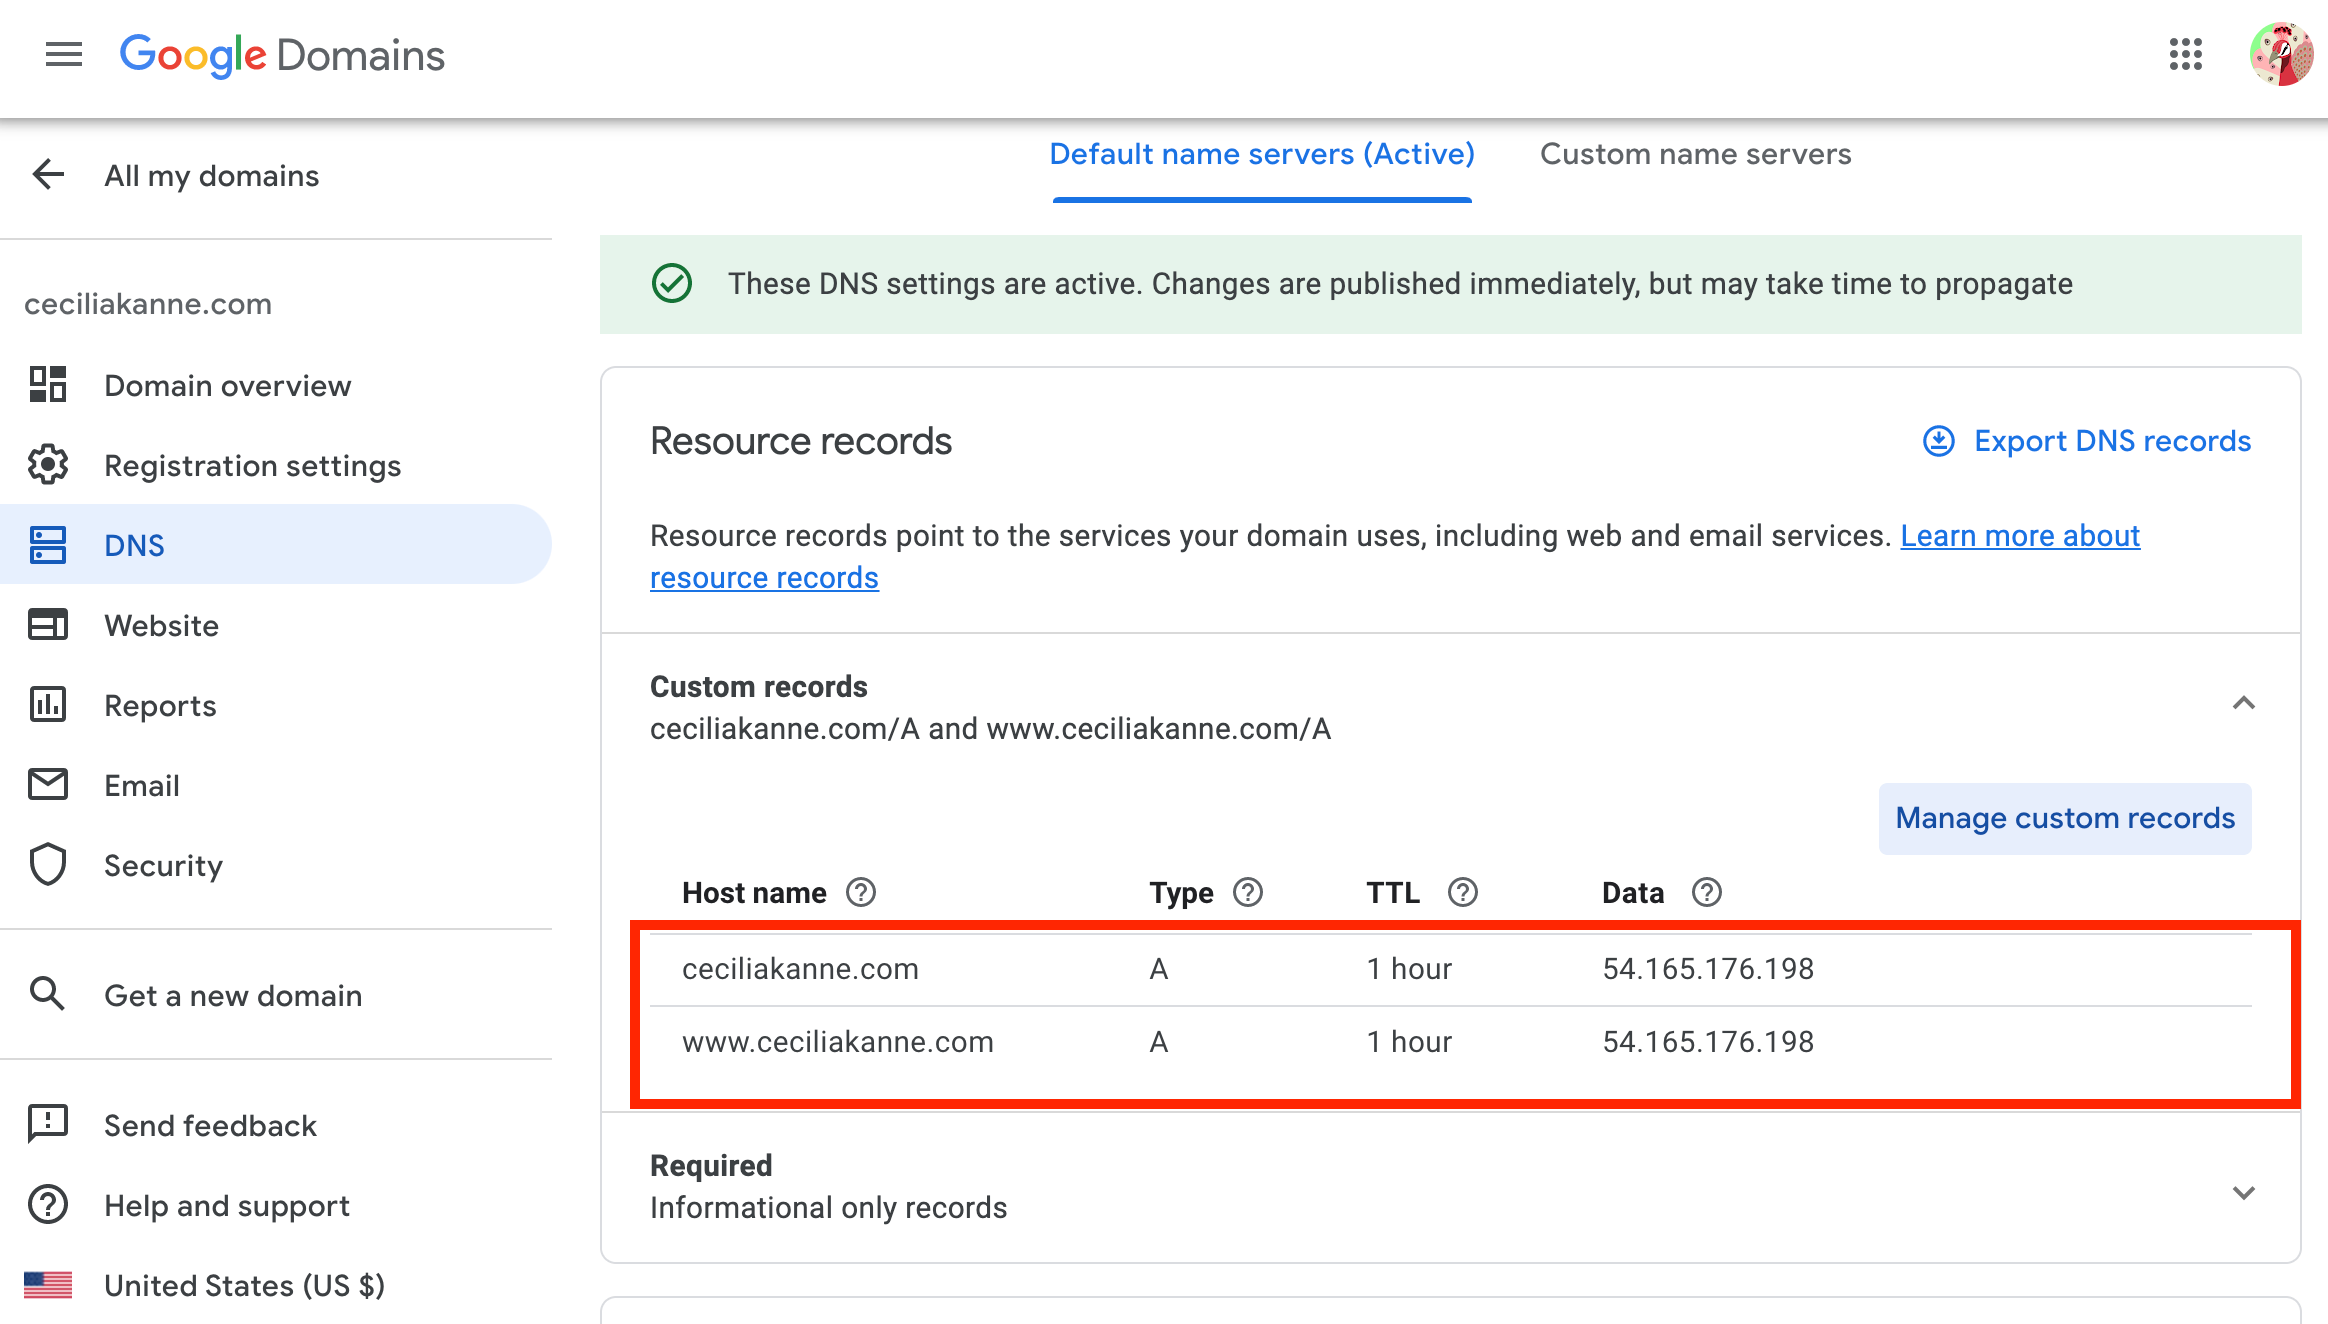 Google Domains
All my domains
ceciliakanne.com
Domain overview
Registration settings
DNS
Website
Reports
Email
Security
Get a new domain
Send feedback
Help and support
United States (US $)
Default name servers (Active) Custom name servers
These DNS settings are active. Changes are published immediately, but may take time to propagate
Resource records Export DNS records
Resource records point to the services your domain uses, including web and email services. Learn more about
resource records
Custom records
ceciliakanne.com/A and www.ceciliakanne.com/A
Manage custom records
Host name Type TTL Data
ceciliakanne.com A 1 hour 54.165.176.198
www.ceciliakanne.com A 1 hour 54.165.176.198
Required
Informational only records